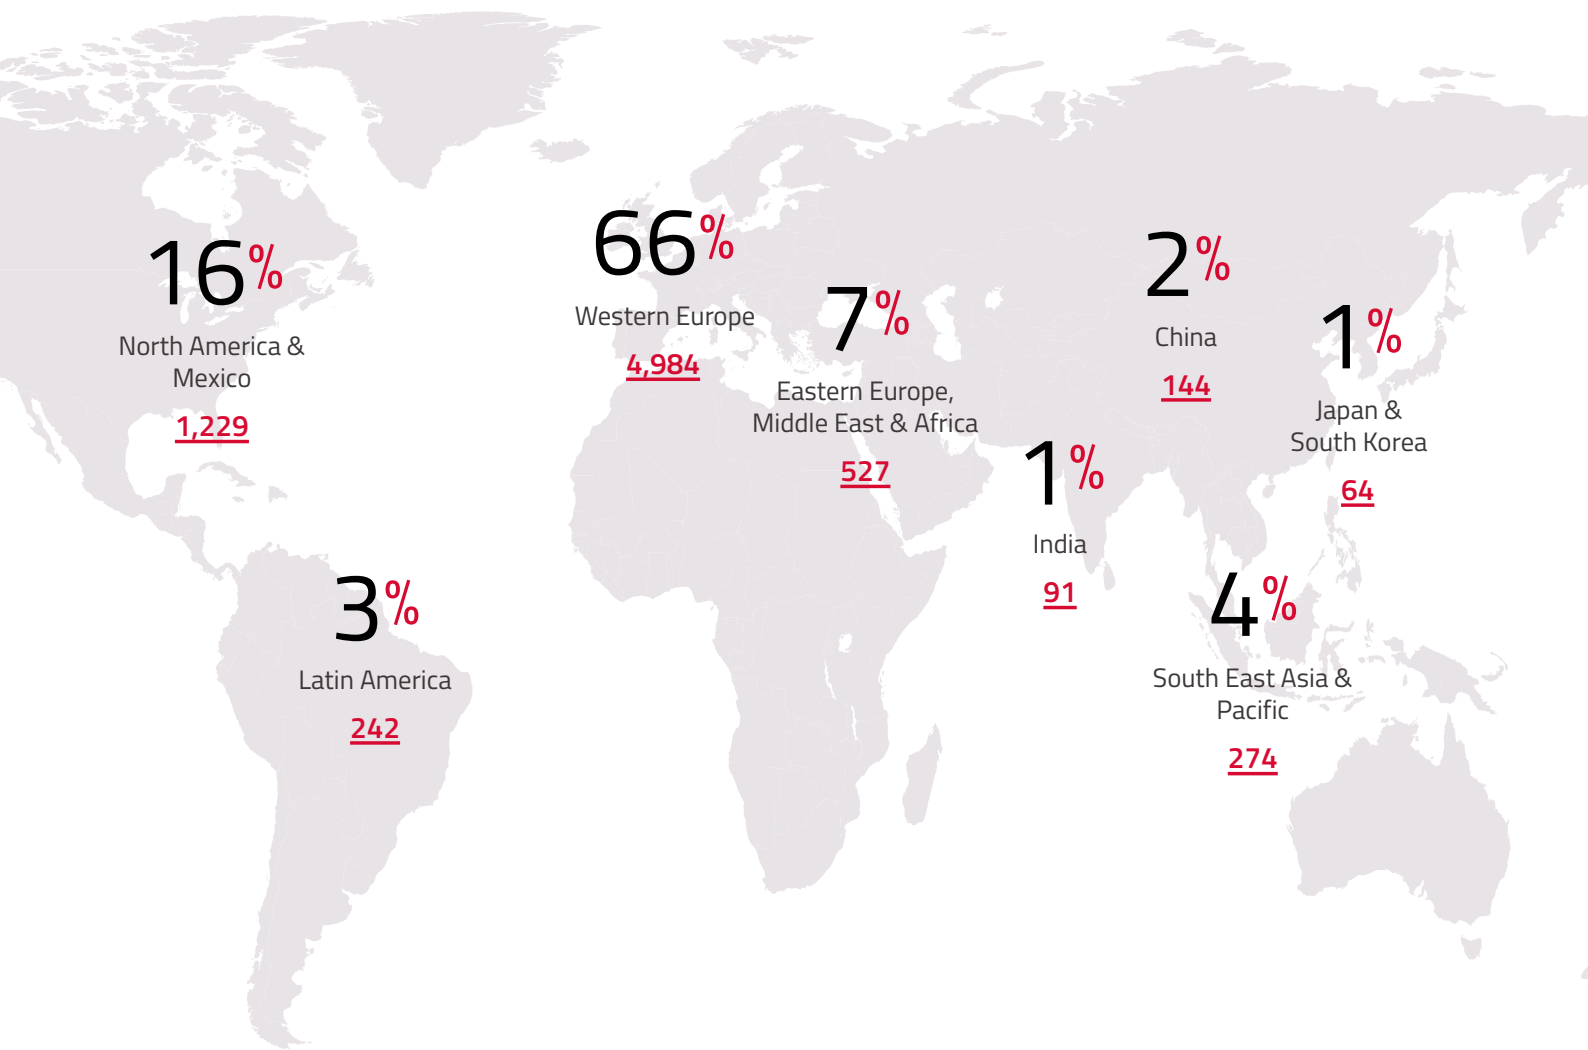 16%
North America &
Mexico
1,229
66%
Western Europe
4,984
7%
Eastern Europe,
Middle East & Africa
527
2%
China
144
1%
Japan &
South Korea
64
1%
India
91
3%
Latin America
242
4%
South East Asia &
Pacific
274